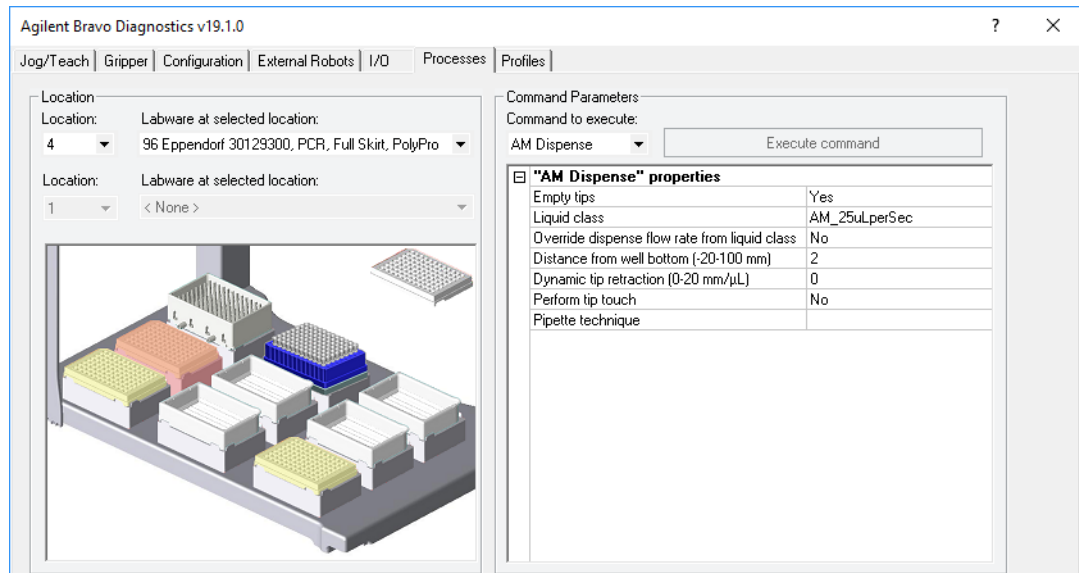 Agilent Bravo Diagnostics v19.1.0
Jog/Teach Gripper Configuration External Robots I/O Processes Profiles
Location
Location: Labware at selected location:
4 96 Eppendorf 30129300, PCR, Full Skirt, PolyPro
Location: Labware at selected location:
1 < None >
Command Parameters
Command to execute:
AM Dispense Execute command
"AM Dispense" properties
Empty tips Yes
Liquid class AM_25uLperSec
Override dispense flow rate from liquid class No
Distance from well bottom (-20-100 mm) 2
Dynamic tip retraction (0-20 mm/µL) 0
Perform tip touch No
Pipette technique